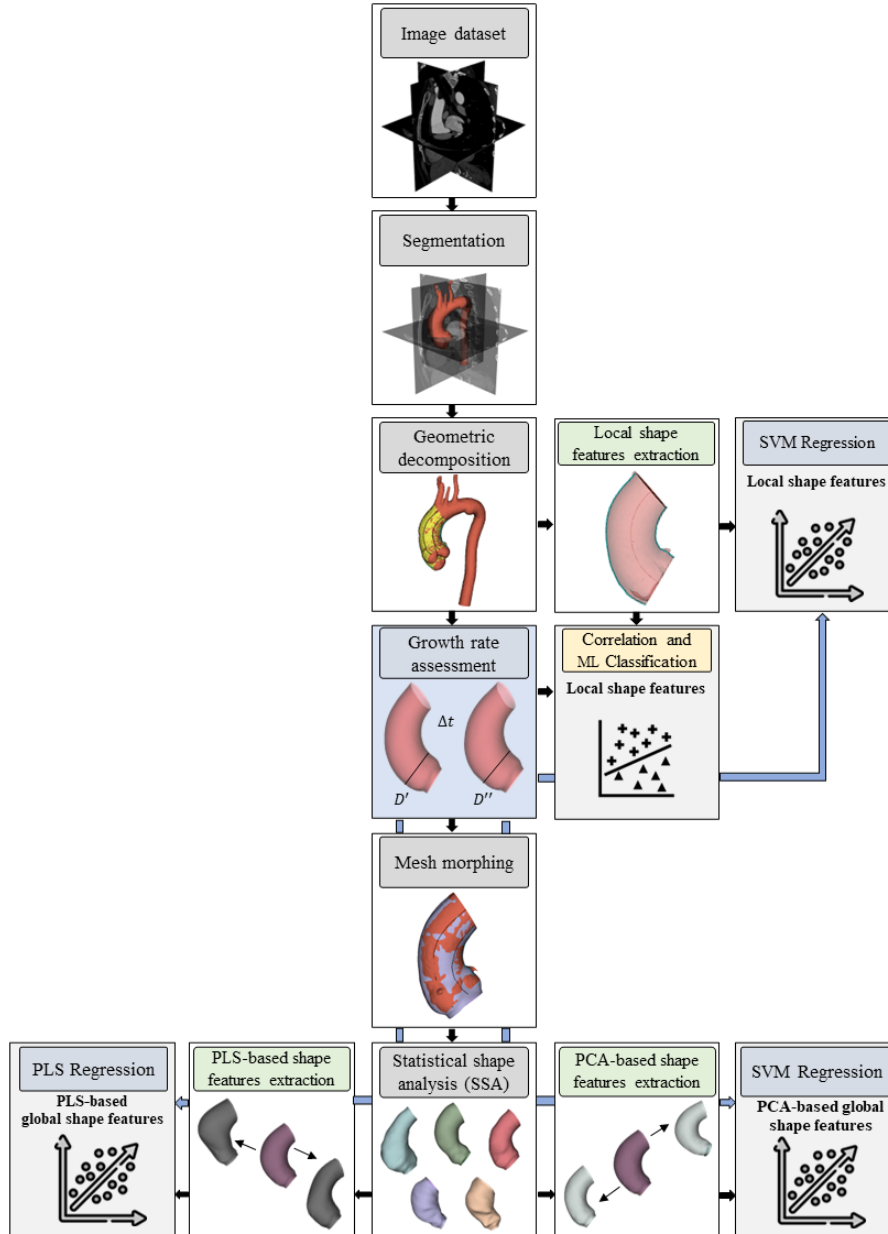 Image dataset
Segmentation
Geometric
decomposition
Local shape
features extraction
SVM Regression
Local shape features
Growth rate
assessment
Δt
D′
D′′
Correlation and
ML Classification
Local shape features
Mesh morphing
PLS Regression
PLS-based
global shape features
PLS-based shape
features extraction
Statistical shape
analysis (SSA)
PCA-based shape
features extraction
SVM Regression
PCA-based global
shape features